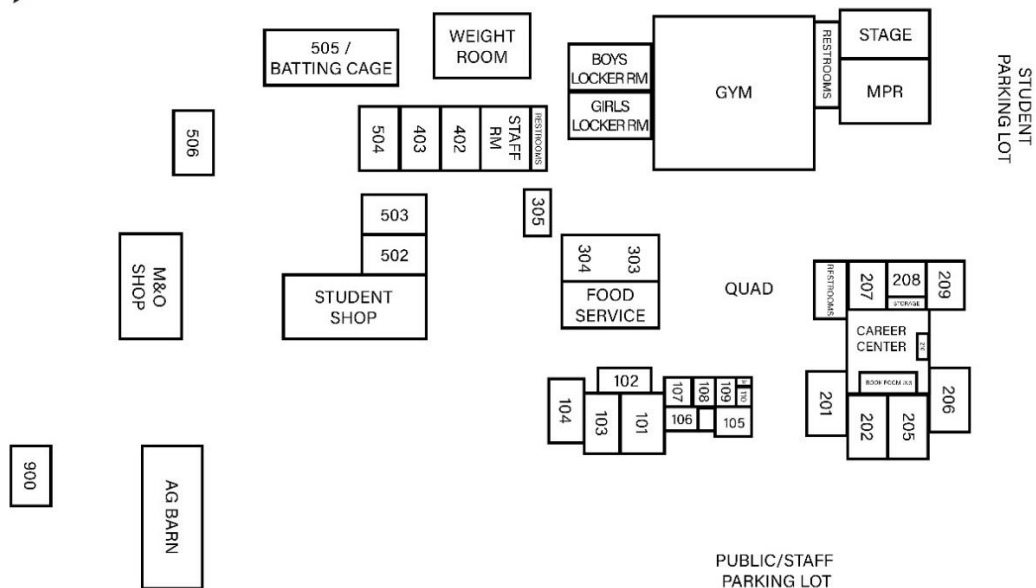 505 /
BATTING CAGE
WEIGHT
ROOM
BOYS
LOCKER RM
GIRLS
LOCKER RM
GYM
RESTROOMS
STAGE
MPR
STUDENT
PARKING LOT
506
504
403
402
STAFF
RM
RESTROOMS
503
502
STUDENT
SHOP
305
304
303
FOOD
SERVICE
QUAD
M&O
SHOP
RESTROOMS
207
208
STORAGE
209
CAREER
CENTER
BOOK ROOM
201
202
205
206
102
104
103
101
107
108
109
110
106
105
900
AG BARN
PUBLIC/STAFF
PARKING LOT